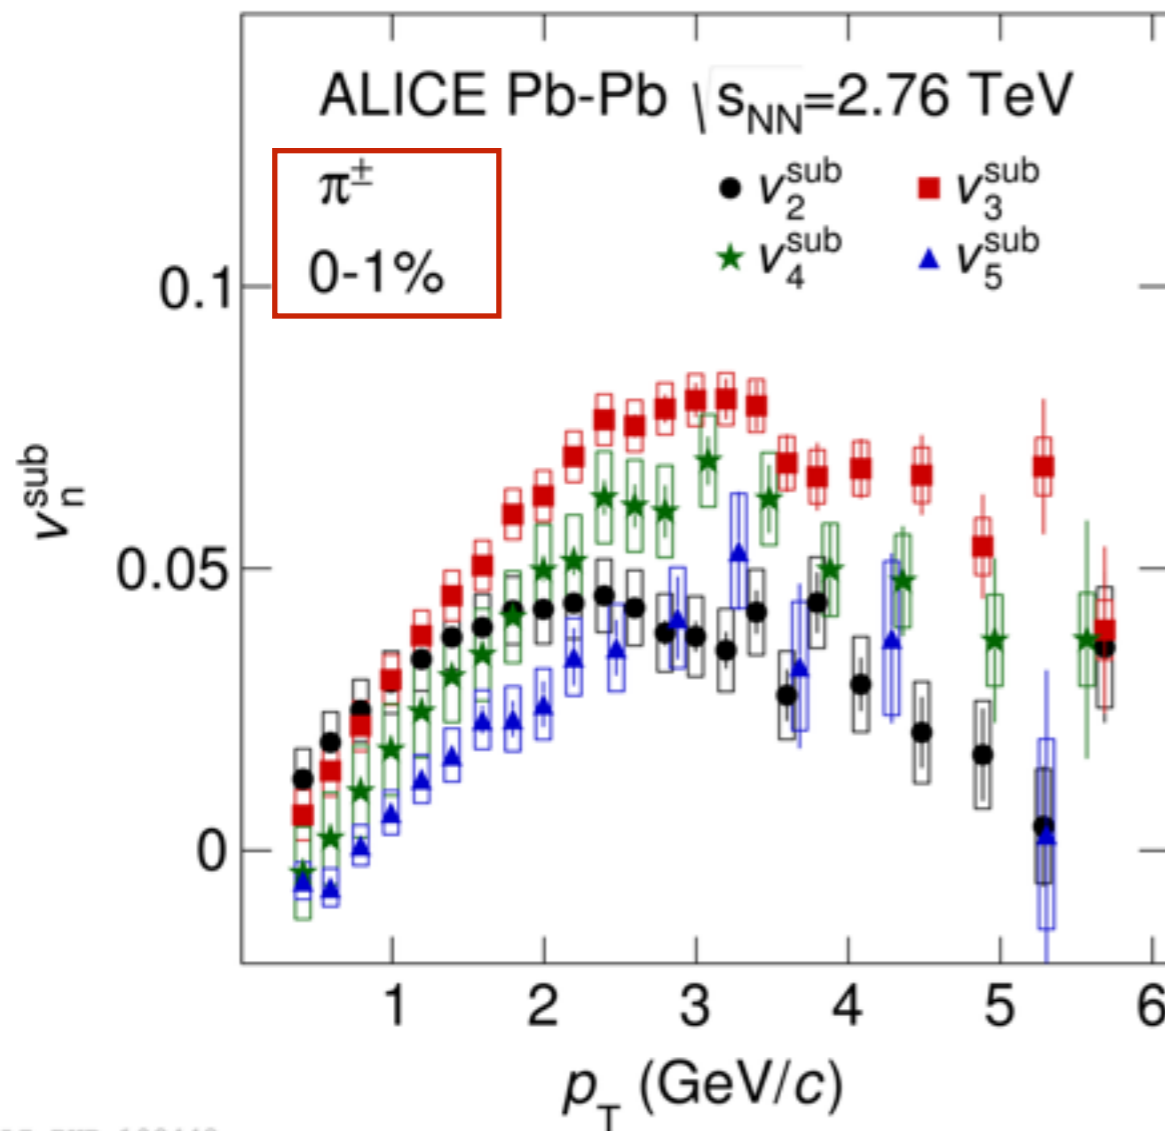 ALICE Pb-Pb √sNN=2.76 TeV
π±
0-1%
v2sub
v3sub
v4sub
v5sub
0.1
0.05
0
vnsub
1 2 3 4 5 6
pT (GeV/c)